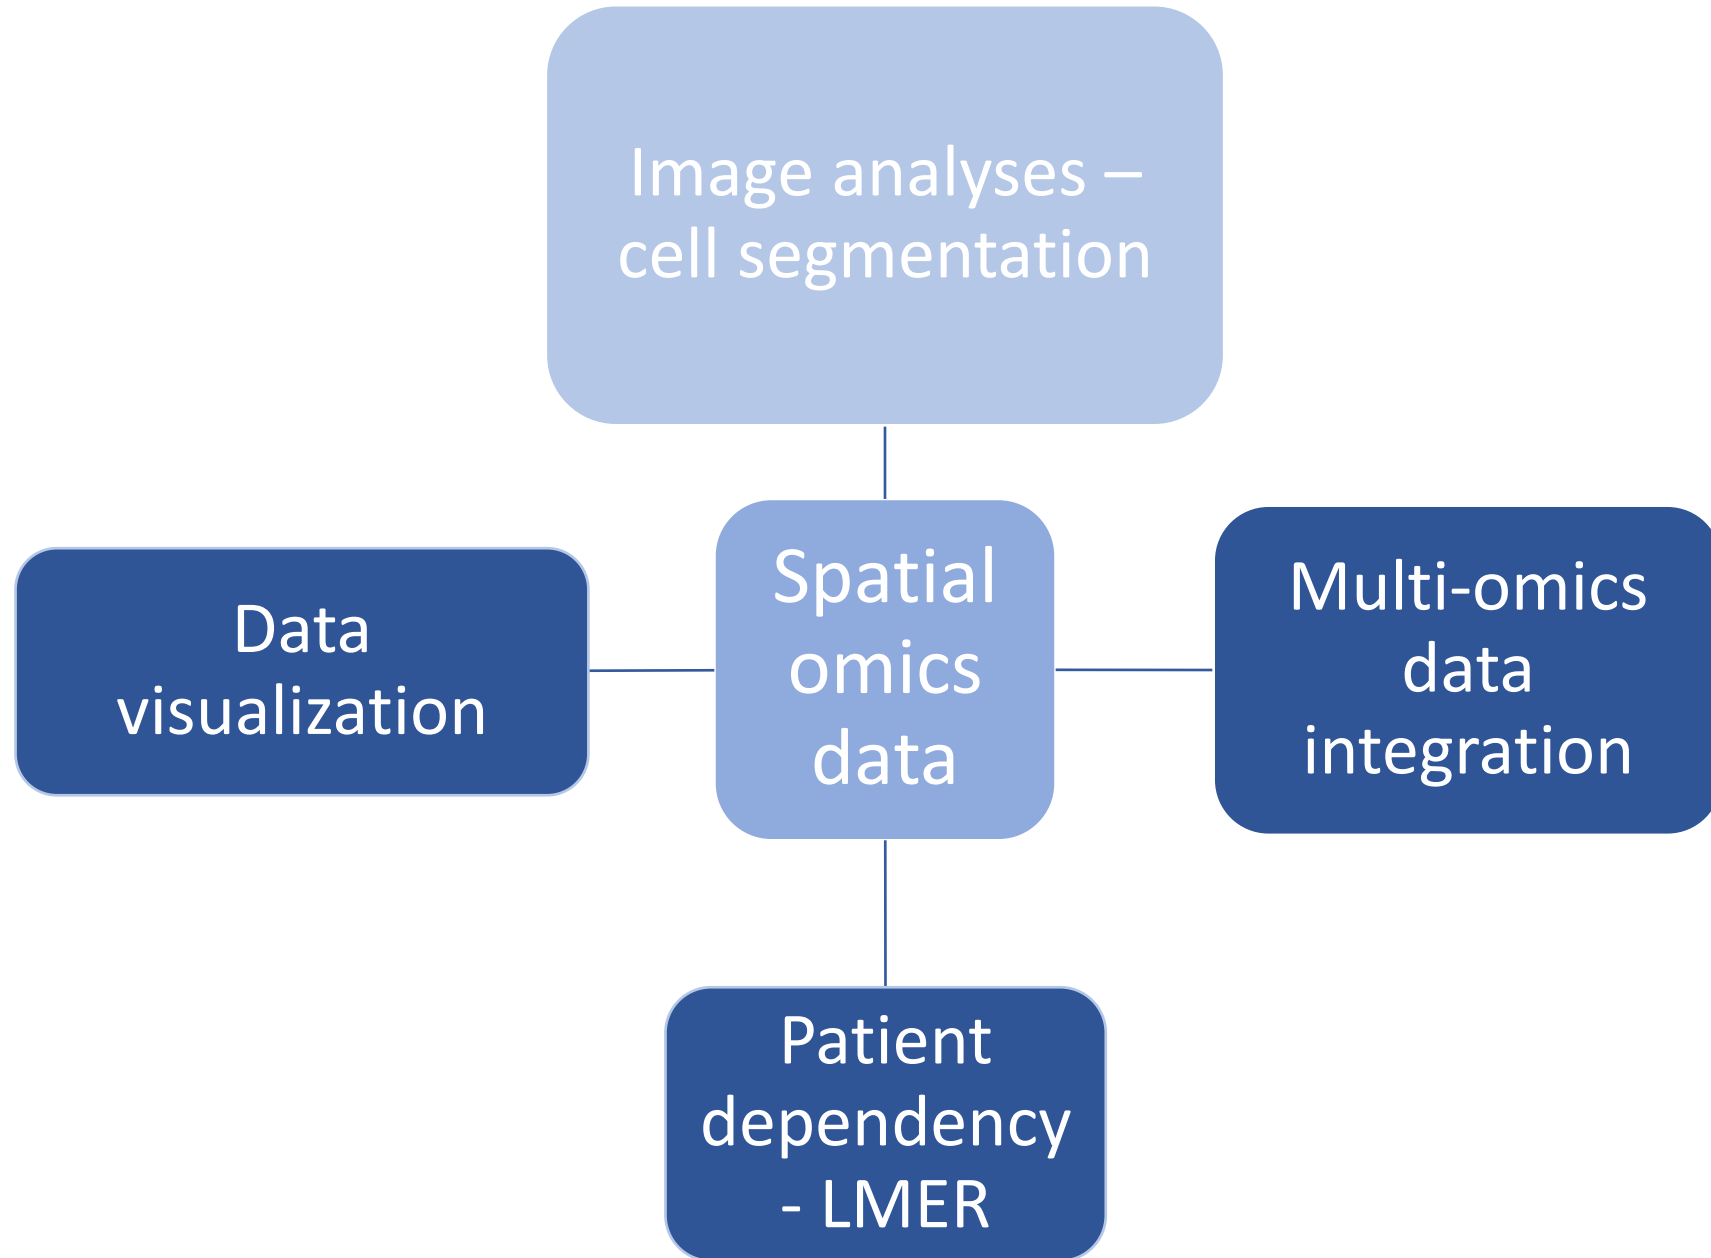 Image analyses –
cell segmentation
Data
visualization
Spatial
omics
data
Multi-omics
data
integration
Patient
dependency
- LMER